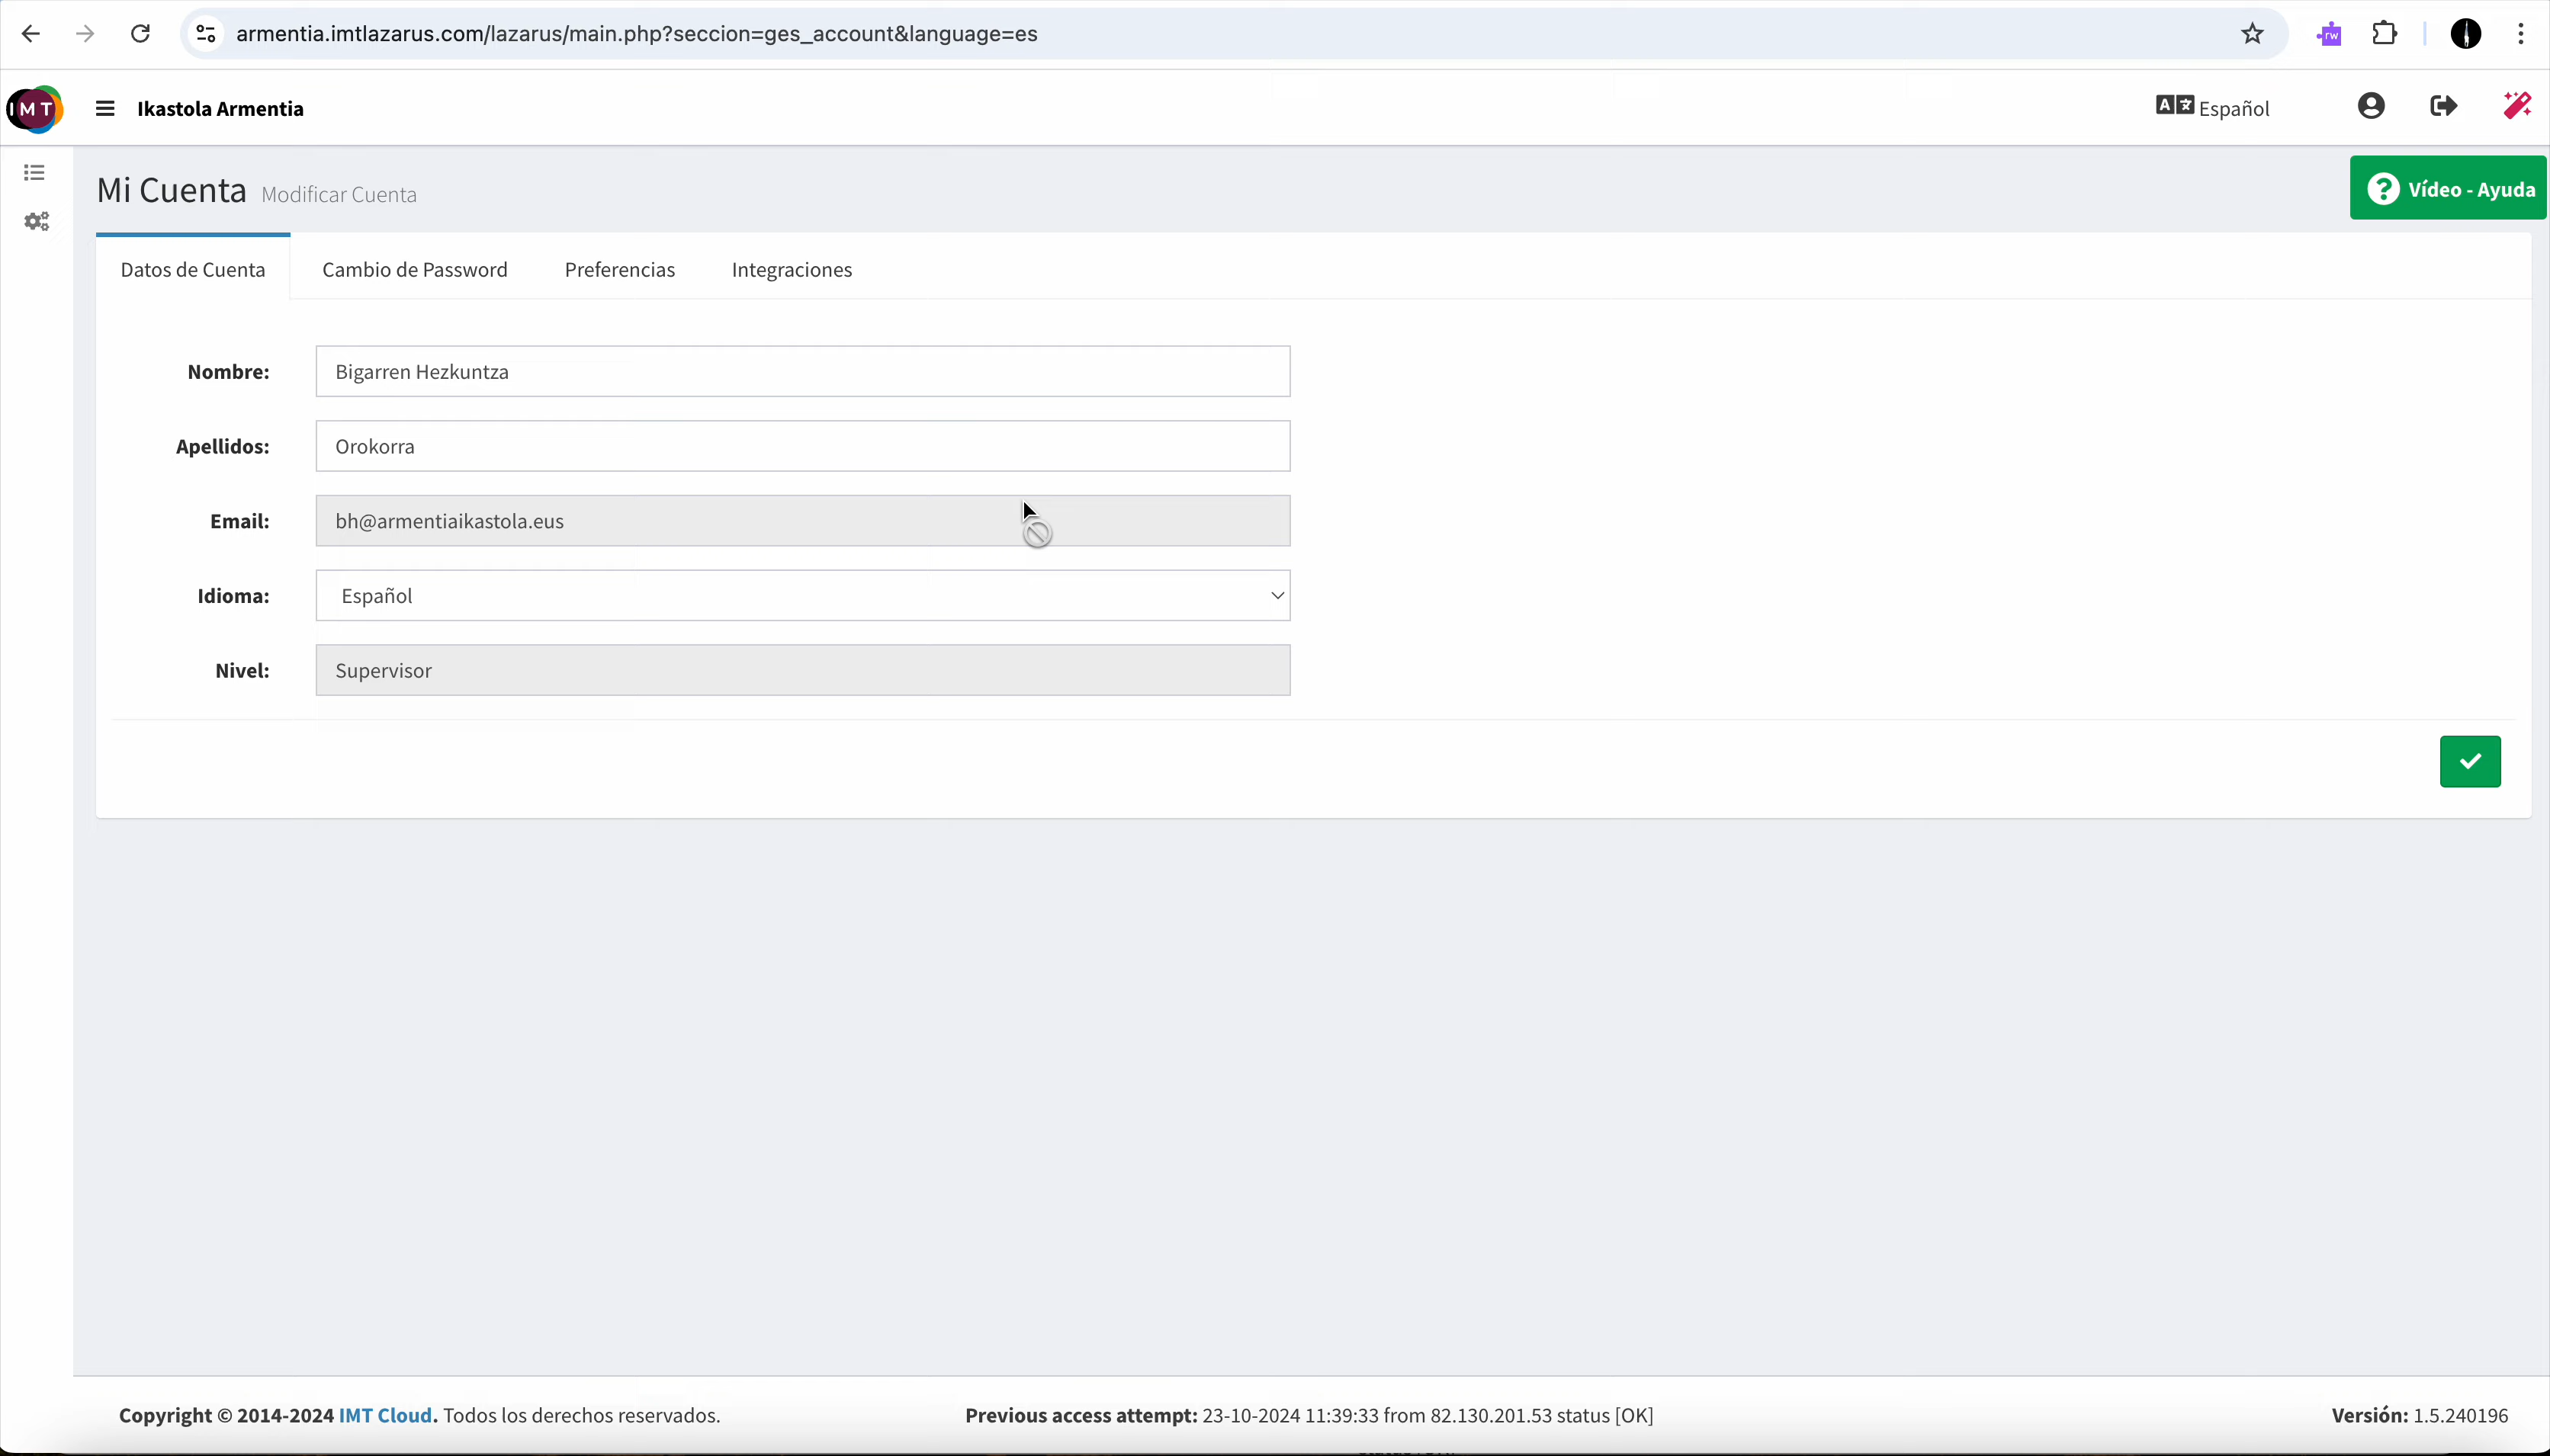 armentia.imtlazarus.com/lazarus/main.php?seccion=ges_account&language=es
rw
IMT
Ikastola Armentia
Español
Mi Cuenta Modificar Cuenta
Vídeo - Ayuda
Datos de Cuenta Cambio de Password Preferencias Integraciones
Nombre: Bigarren Hezkuntza
Apellidos: Orokorra
Email: bh@armentiaikastola.eus
Idioma: Español
Nivel: Supervisor
Copyright © 2014-2024 IMT Cloud. Todos los derechos reservados. Previous access attempt: 23-10-2024 11:39:33 from 82.130.201.53 status [OK] Versión: 1.5.240196